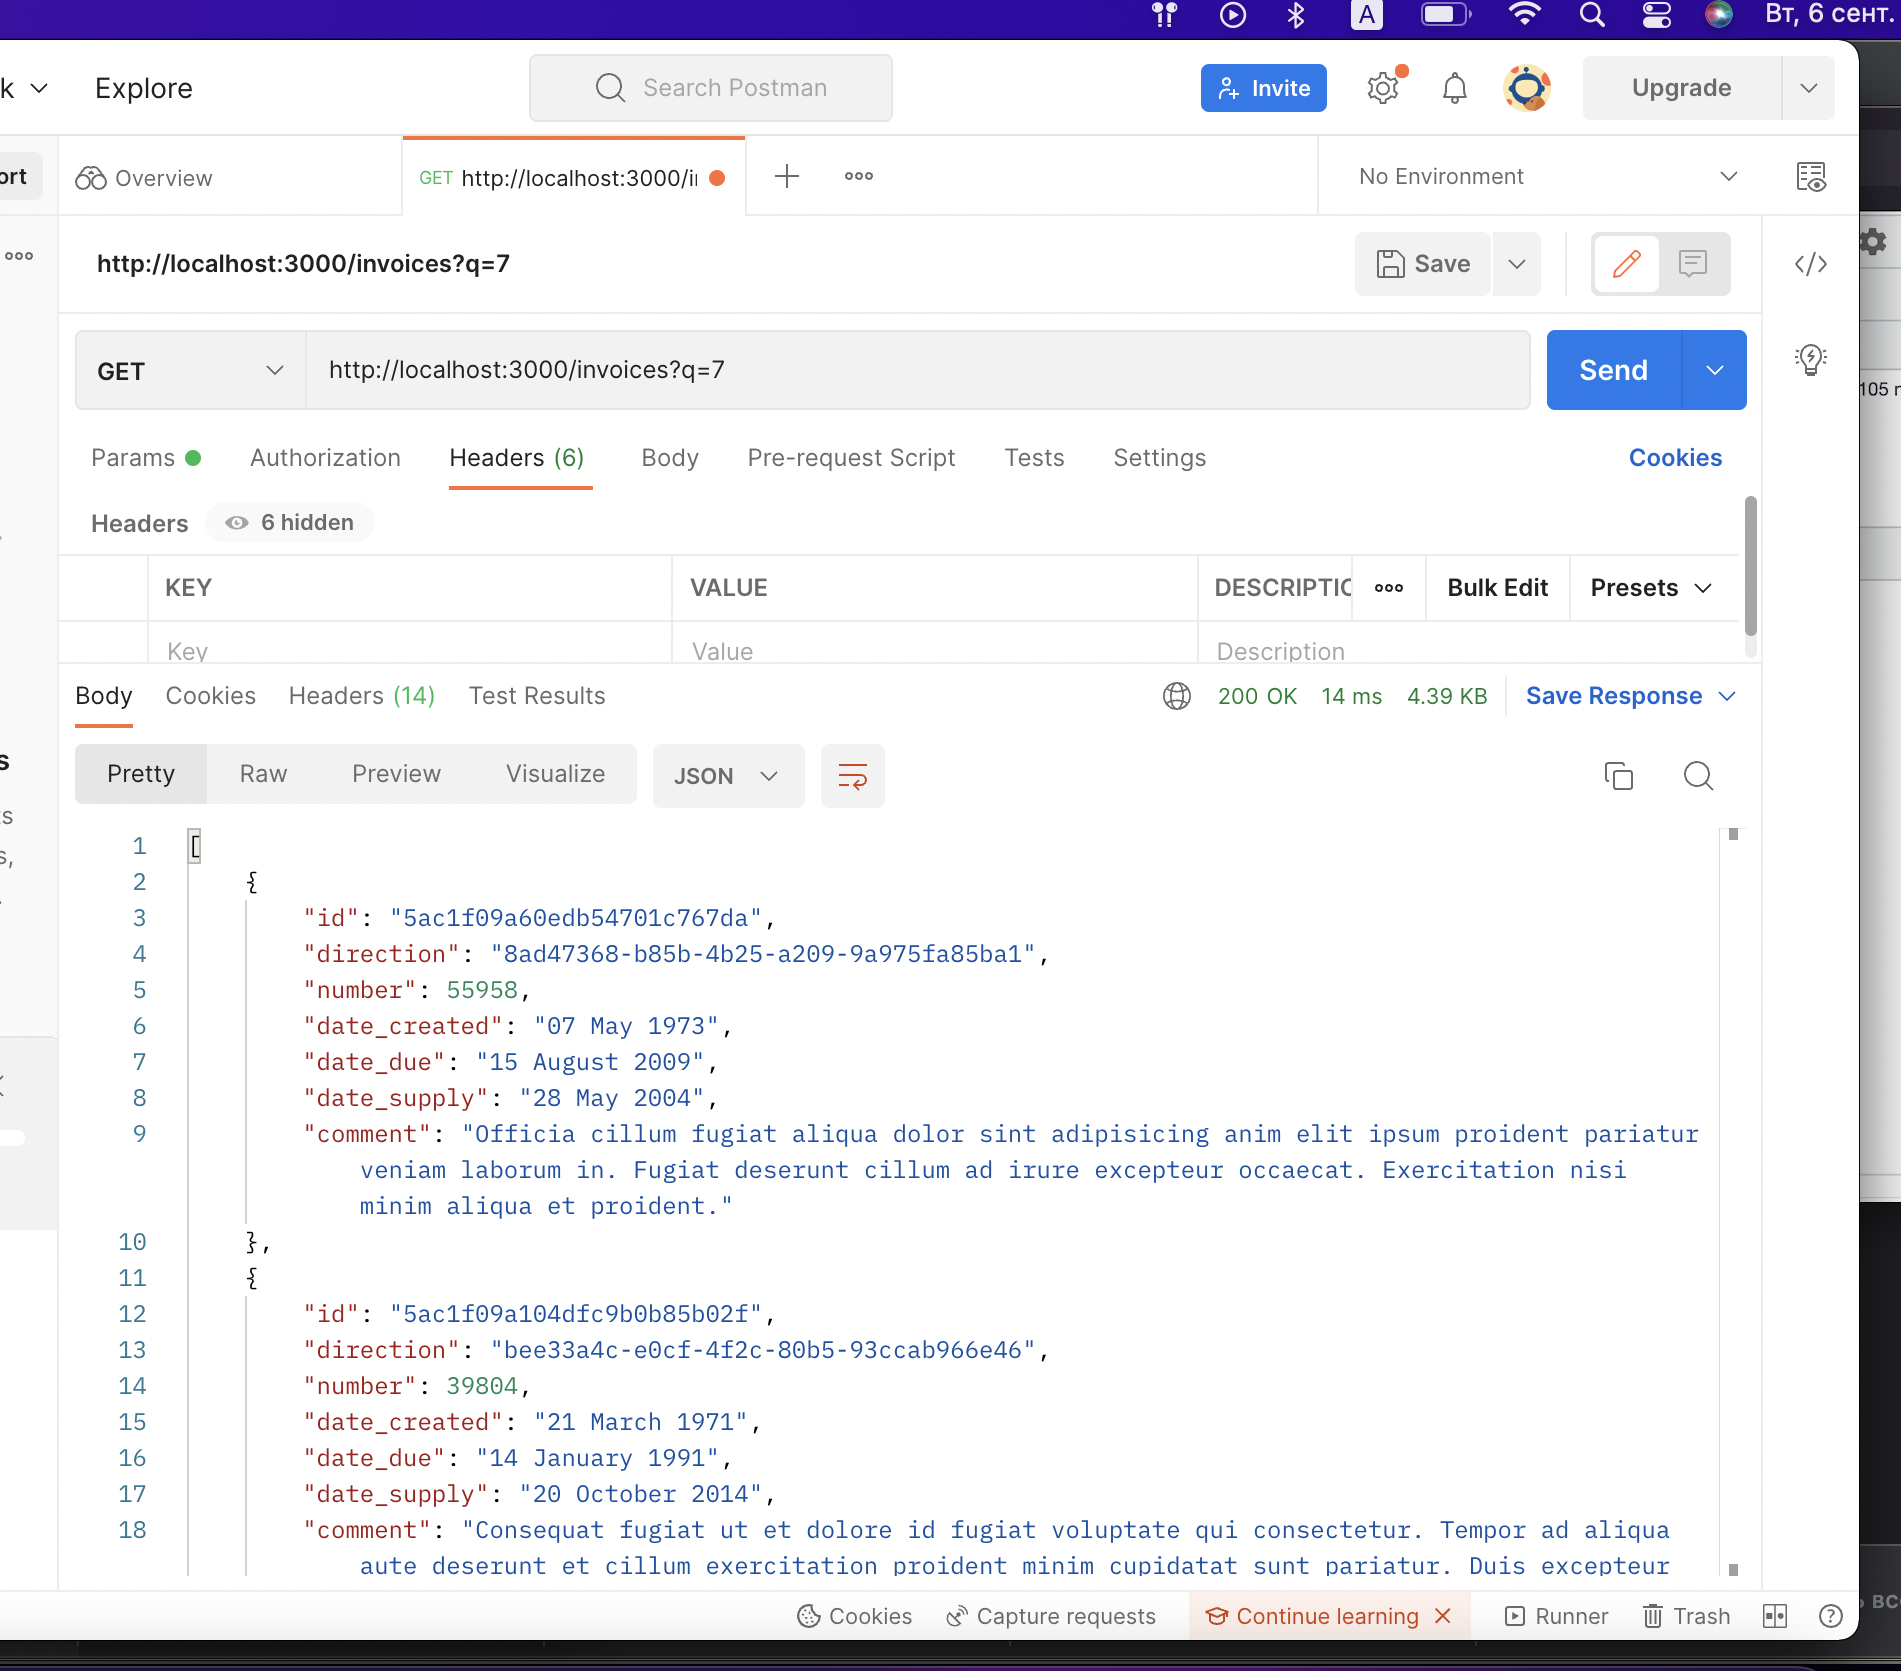 A
Вт, 6 сент.
k
Explore
Search Postman
Invite
Upgrade
ort
Overview
GET http://localhost:3000/i
No Environment
http://localhost:3000/invoices?q=7
Save
GET
http://localhost:3000/invoices?q=7
Send
105
Params
Authorization
Headers (6)
Body
Pre-request Script
Tests
Settings
Cookies
Headers
6 hidden
KEY
VALUE
DESCRIPTIO
Bulk Edit
Presets
Key
Value
Description
Body
Cookies
Headers (14)
Test Results
200 OK
14 ms
4.39 KB
Save Response
Pretty
Raw
Preview
Visualize
JSON
s
ts
s,
1 [
2 {
3 "id": "5ac1f09a60edb54701c767da",
4 "direction": "8ad47368-b85b-4b25-a209-9a975fa85ba1",
5 "number": 55958,
6 "date_created": "07 May 1973",
7 "date_due": "15 August 2009",
8 "date_supply": "28 May 2004",
9 "comment": "Officia cillum fugiat aliqua dolor sint adipisicing anim elit ipsum proident pariatur
veniam laborum in. Fugiat deserunt cillum ad irure excepteur occaecat. Exercitation nisi
minim aliqua et proident."
10 },
11 {
12 "id": "5ac1f09a104dfc9b0b85b02f",
13 "direction": "bee33a4c-e0cf-4f2c-80b5-93ccab966e46",
14 "number": 39804,
15 "date_created": "21 March 1971",
16 "date_due": "14 January 1991",
17 "date_supply": "20 October 2014",
18 "comment": "Consequat fugiat ut et dolore id fugiat voluptate qui consectetur. Tempor ad aliqua
aute deserunt et cillum exercitation proident minim cupidatat sunt pariatur. Duis excepteur
Cookies
Capture requests
Continue learning
Runner
Trash